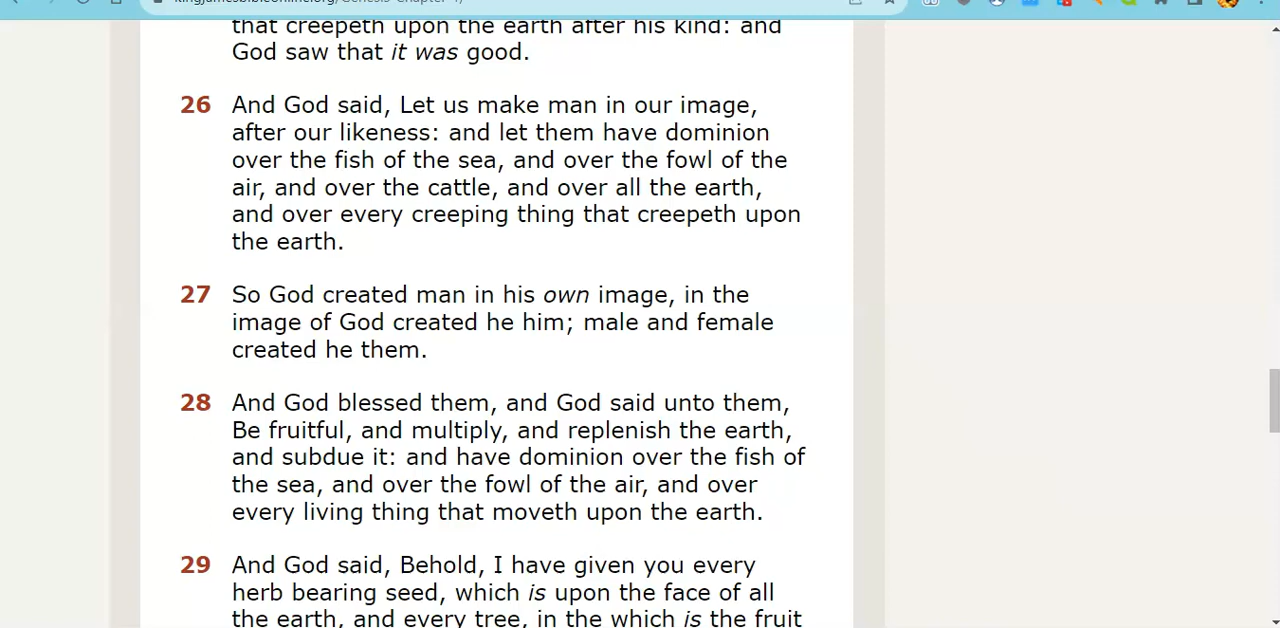 kingjamesbibleonline.org/Genesis-Chapter-1/
that creepeth upon the earth after his kind: and
God saw that it was good.
26 And God said, Let us make man in our image,
after our likeness: and let them have dominion
over the fish of the sea, and over the fowl of the
air, and over the cattle, and over all the earth,
and over every creeping thing that creepeth upon
the earth.
27 So God created man in his own image, in the
image of God created he him; male and female
created he them.
28 And God blessed them, and God said unto them,
Be fruitful, and multiply, and replenish the earth,
and subdue it: and have dominion over the fish of
the sea, and over the fowl of the air, and over
every living thing that moveth upon the earth.
29 And God said, Behold, I have given you every
herb bearing seed, which is upon the face of all
the earth, and every tree, in the which is the fruit